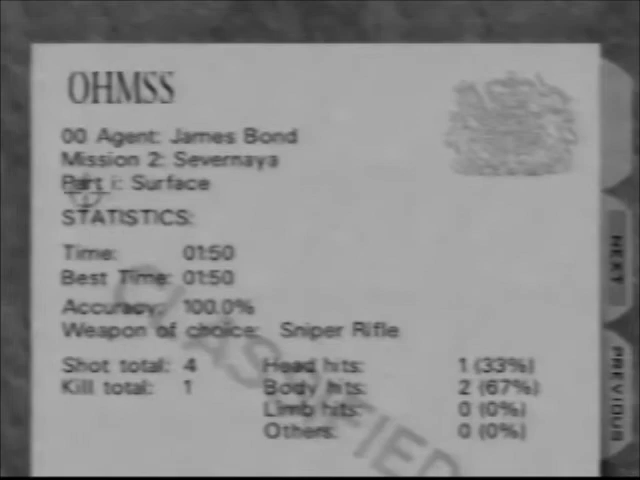 OHMSS
00 Agent: James Bond
Mission 2: Severnaya
Part i: Surface
STATISTICS:
Time: 01:50
Best Time: 01:50
Accuracy: 100.0%
Weapon of choice: Sniper Rifle
Shot total: 4
Kill total: 1
Head hits: 1 (33%)
Body hits: 2 (67%)
Limb hits: 0 (0%)
Others: 0 (0%)
CLASSIFIED
NEXT
PREVIOUS